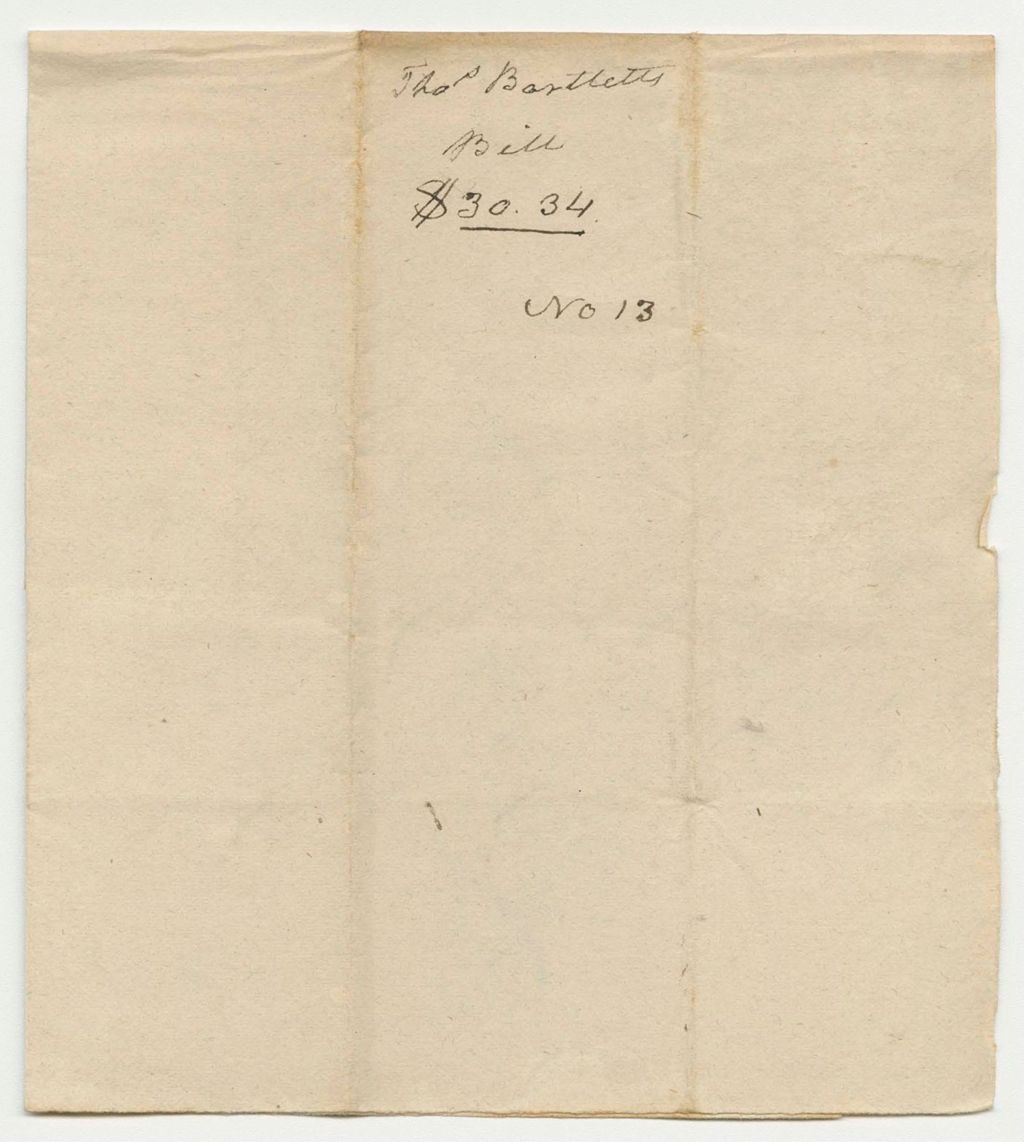 Thos Bartletts
Bill
$30.34
No 13